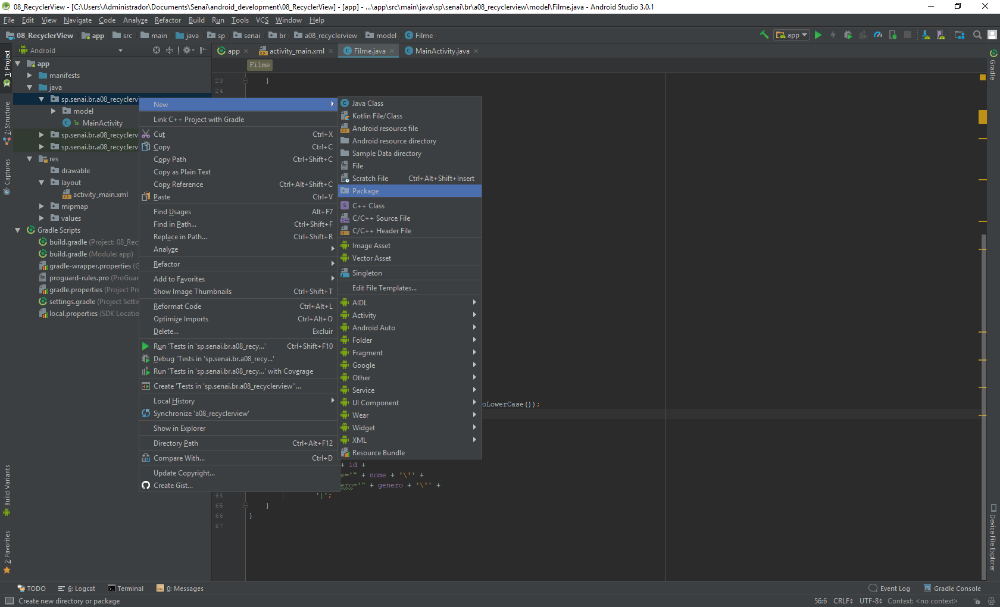 08_RecyclerView - [C:\Users\Administrador\Documents\Senai\android_development\08_RecyclerView] - [app] - ...\app\src\main\java\sp\senai\br\a08_recyclerview\model\Filme.java - Android Studio 3.0.1
File Edit View Navigate Code Analyze Refactor Build Run Tools VCS Window Help
08_RecyclerView app src main java sp senai br a08_recyclerview model Filme app
Android
app activity_main.xml Filme.java MainActivity.java
Filme
1: Project
7: Structure
Captures
Build Variants
2: Favorites
Gradle
Device File Explorer
app
manifests
java
sp.senai.br.a08_recyclervi
model
MainActivity
sp.senai.br.a08_recyclerv
sp.senai.br.a08_recyclerv
res
drawable
layout
activity_main.xml
mipmap
values
Gradle Scripts
build.gradle (Project: 08_Rec
build.gradle (Module: app)
gradle-wrapper.properties (G
proguard-rules.pro (ProGuar
gradle.properties (Project Pro
settings.gradle (Project Setti
local.properties (SDK Locatio
New
Link C++ Project with Gradle
Cut Ctrl+X
Copy Ctrl+C
Copy Path Ctrl+Shift+C
Copy as Plain Text
Copy Reference Ctrl+Alt+Shift+C
Paste Ctrl+V
Find Usages Alt+F7
Find in Path... Ctrl+Shift+F
Replace in Path... Ctrl+Shift+R
Analyze
Refactor
Add to Favorites
Show Image Thumbnails Ctrl+Shift+T
Reformat Code Ctrl+Alt+L
Optimize Imports Ctrl+Alt+O
Delete... Excluir
Run 'Tests in 'sp.senai.br.a08_recy...' Ctrl+Shift+F10
Debug 'Tests in 'sp.senai.br.a08_recy...'
Run 'Tests in 'sp.senai.br.a08_recy...' with Coverage
Create 'Tests in 'sp.senai.br.a08_recyclerview''...
Local History
Synchronize 'a08_recyclerview'
Show in Explorer
Directory Path Ctrl+Alt+F12
Compare With... Ctrl+D
Update Copyright...
Create Gist...
Java Class
Kotlin File/Class
Android resource file
Android resource directory
Sample Data directory
File
Scratch File Ctrl+Alt+Shift+Insert
Package
C++ Class
C/C++ Source File
C/C++ Header File
Image Asset
Vector Asset
Singleton
Edit File Templates...
AIDL
Activity
Android Auto
Folder
Fragment
Google
Other
Service
UI Component
Wear
Widget
XML
Resource Bundle
23 }
24
oLowerCase());
+ id +
e='" + nome + '\'' +
ero='" + genero + '\'' +
64 '}';
65 }
66 }
67
TODO 6: Logcat Terminal 0: Messages Event Log Gradle Console
Create new directory or package 56:6 CRLF UTF-8 Context: <no context>